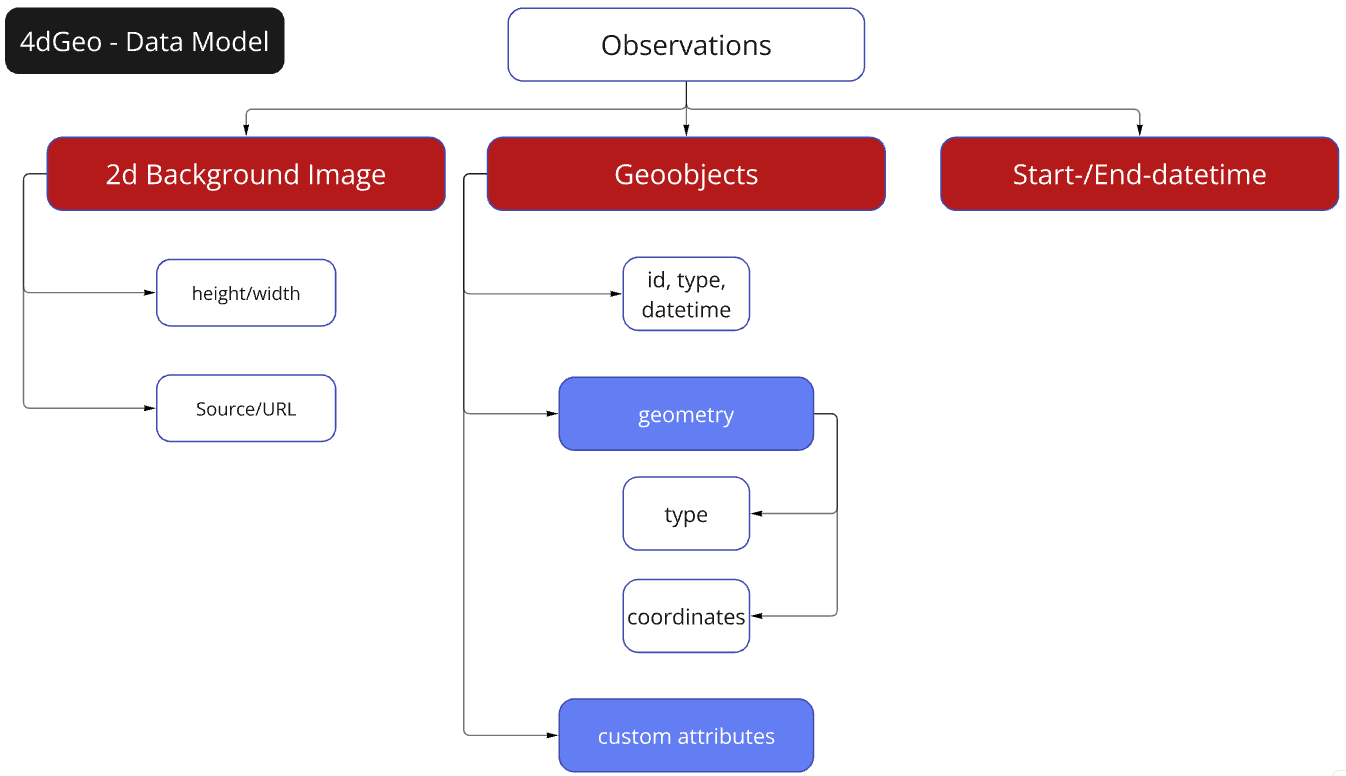 4dGeo - Data Model
Observations
2d Background Image
Geoobjects
Start-/End-datetime
height/width
Source/URL
id, type,
datetime
geometry
type
coordinates
custom attributes